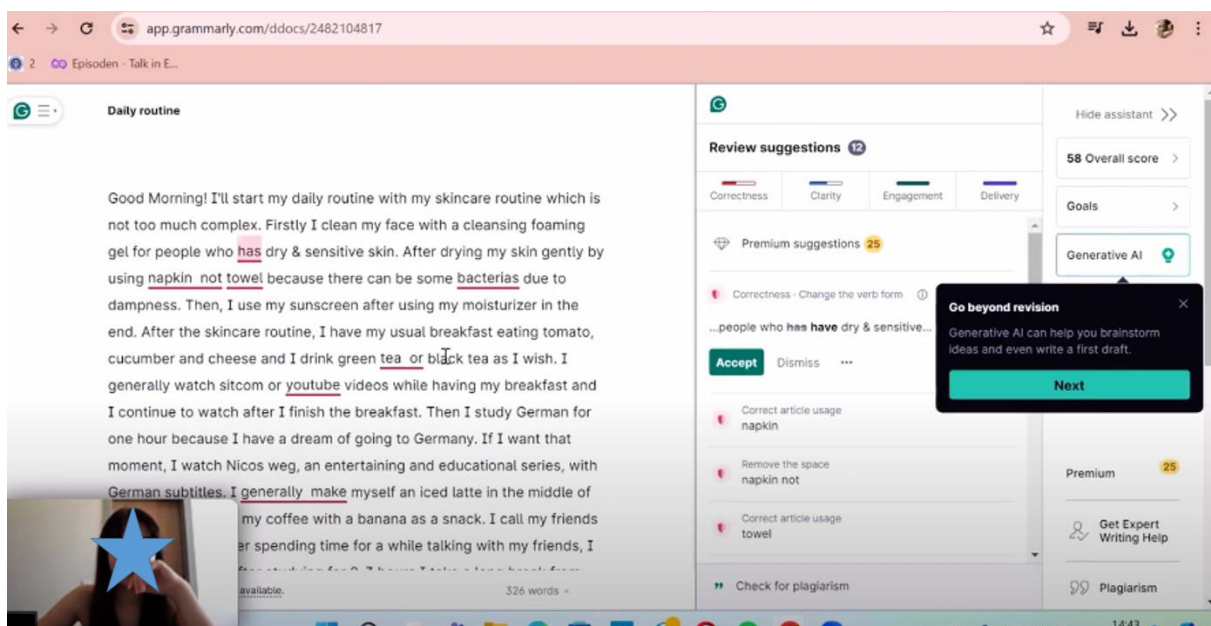 app.grammarly.com/ddocs/2482104817
2 Episoden - Talk in E...
Daily routine
Good Morning! I'll start my daily routine with my skincare routine which is
not too much complex. Firstly I clean my face with a cleansing foaming
gel for people who has dry & sensitive skin. After drying my skin gently by
using napkin  not towel because there can be some bacterias due to
dampness. Then, I use my sunscreen after using my moisturizer in the
end. After the skincare routine, I have my usual breakfast eating tomato,
cucumber and cheese and I drink green tea  or black tea as I wish. I
generally watch sitcom or youtube videos while having my breakfast and
I continue to watch after I finish the breakfast. Then I study German for
one hour because I have a dream of going to Germany. If I want that
moment, I watch Nicos weg, an entertaining and educational series, with
German subtitles. I generally  make myself an iced latte in the middle of
my coffee with a banana as a snack. I call my friends
er spending time for a while talking with my friends, I
available.
326 words
Review suggestions 12
Correctness Clarity Engagement Delivery
Premium suggestions 25
Correctness · Change the verb form
...people who has have dry & sensitive...
Accept Dismiss
Correct article usage
napkin
Remove the space
napkin not
Correct article usage
towel
Check for plagiarism
Hide assistant
58 Overall score
Goals
Generative AI
Go beyond revision
Generative AI can help you brainstorm
ideas and even write a first draft.
Next
Premium 25
Get Expert
Writing Help
Plagiarism
14:43